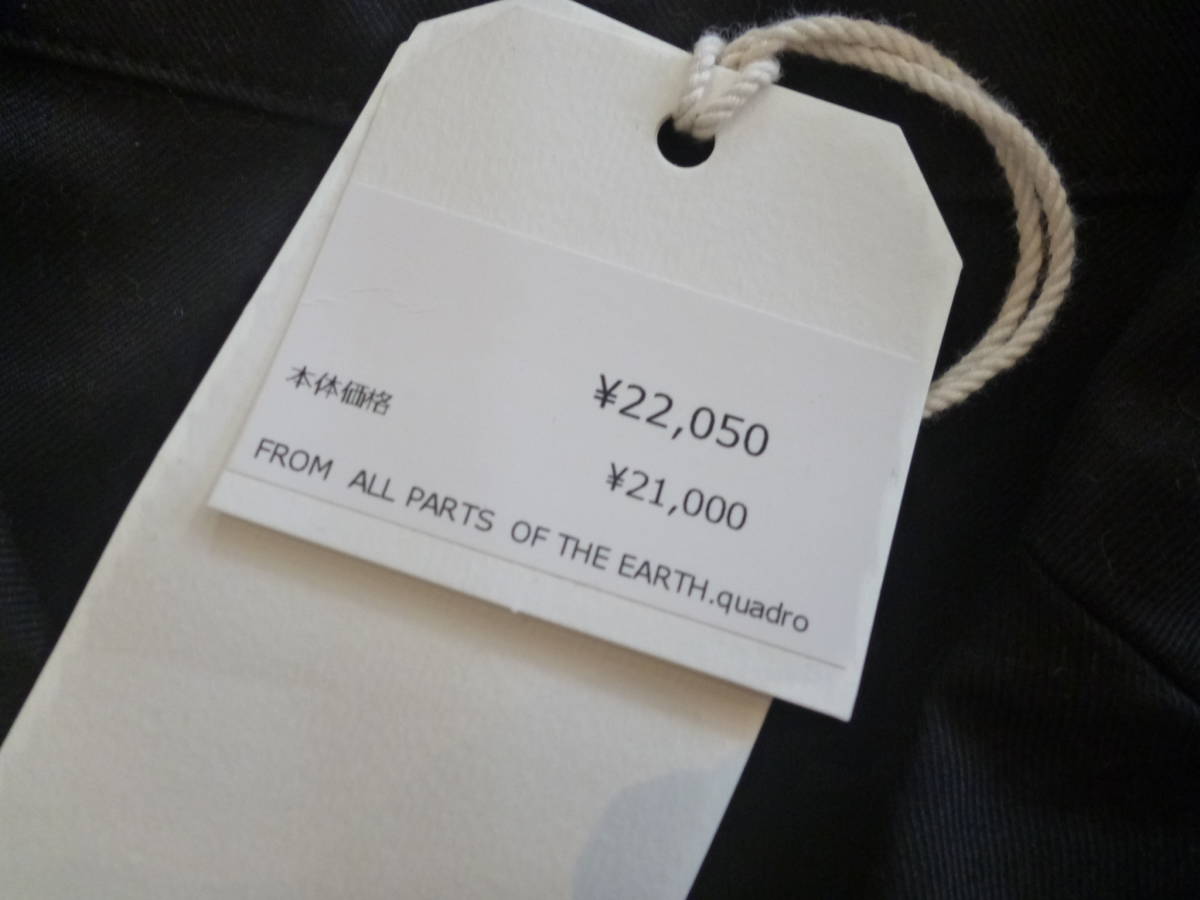 ¥22,050
本体価格 ¥21,000
FROM ALL PARTS OF THE EARTH.quadro